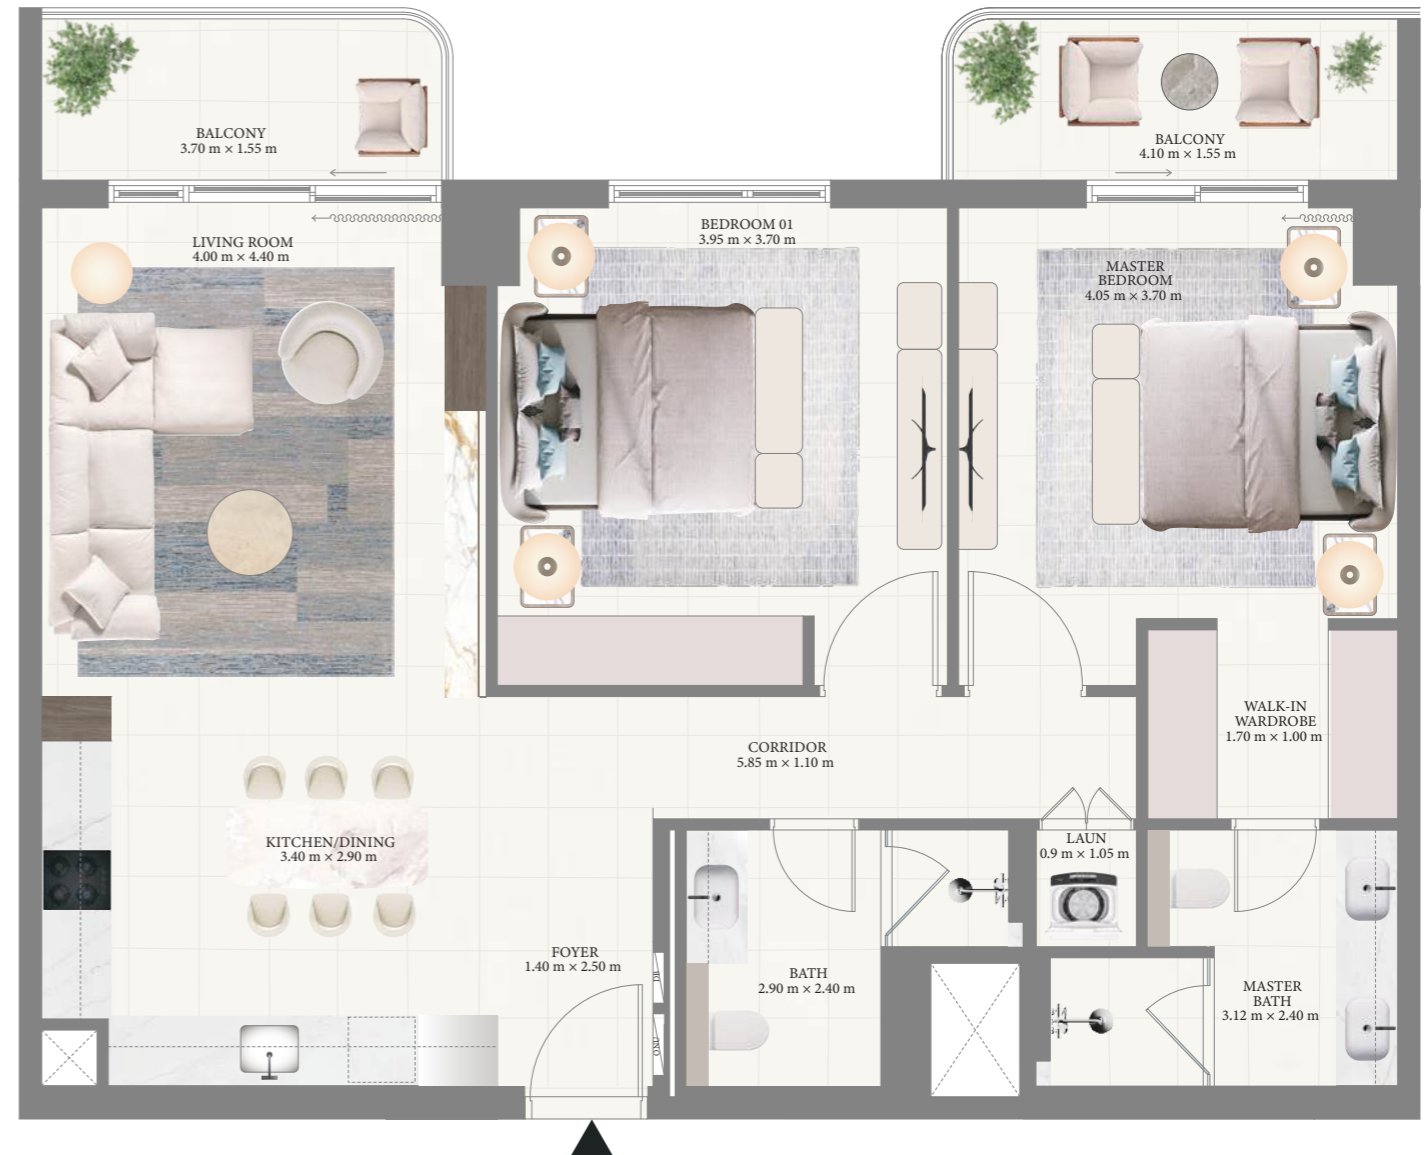 BALCONY
3.70 m × 1.55 m
BALCONY
4.10 m × 1.55 m
LIVING ROOM
4.00 m × 4.40 m
BEDROOM 01
3.95 m × 3.70 m
MASTER
BEDROOM
4.05 m × 3.70 m
WALK-IN
WARDROBE
1.70 m × 1.00 m
CORRIDOR
5.85 m × 1.10 m
KITCHEN/DINING
3.40 m × 2.90 m
LAUN
0.9 m × 1.05 m
FOYER
1.40 m × 2.50 m
BATH
2.90 m × 2.40 m
MASTER
BATH
3.12 m × 2.40 m
ONU